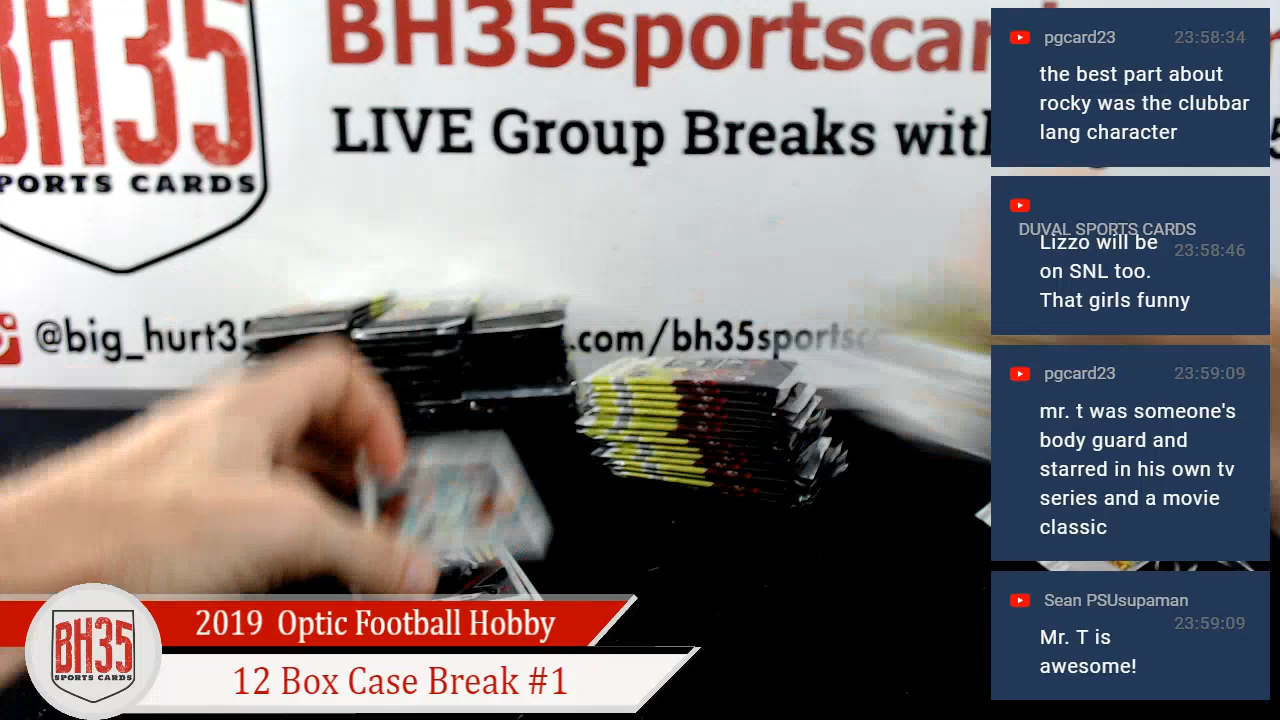 BH35
PORTS CARDS
BH35sportscar
LIVE Group Breaks with
@big_hurt35
.com/bh35sportsc
pgcard23 23:58:34
the best part about
rocky was the clubbar
lang character
DUVAL SPORTS CARDS
Lizzo will be 23:58:46
on SNL too.
That girls funny
pgcard23 23:59:09
mr. t was someone's
body guard and
starred in his own tv
series and a movie
classic
Sean PSUsupaman
23:59:09
Mr. T is
awesome!
2019 Optic Football Hobby
12 Box Case Break #1
BH35
SPORTS CARDS